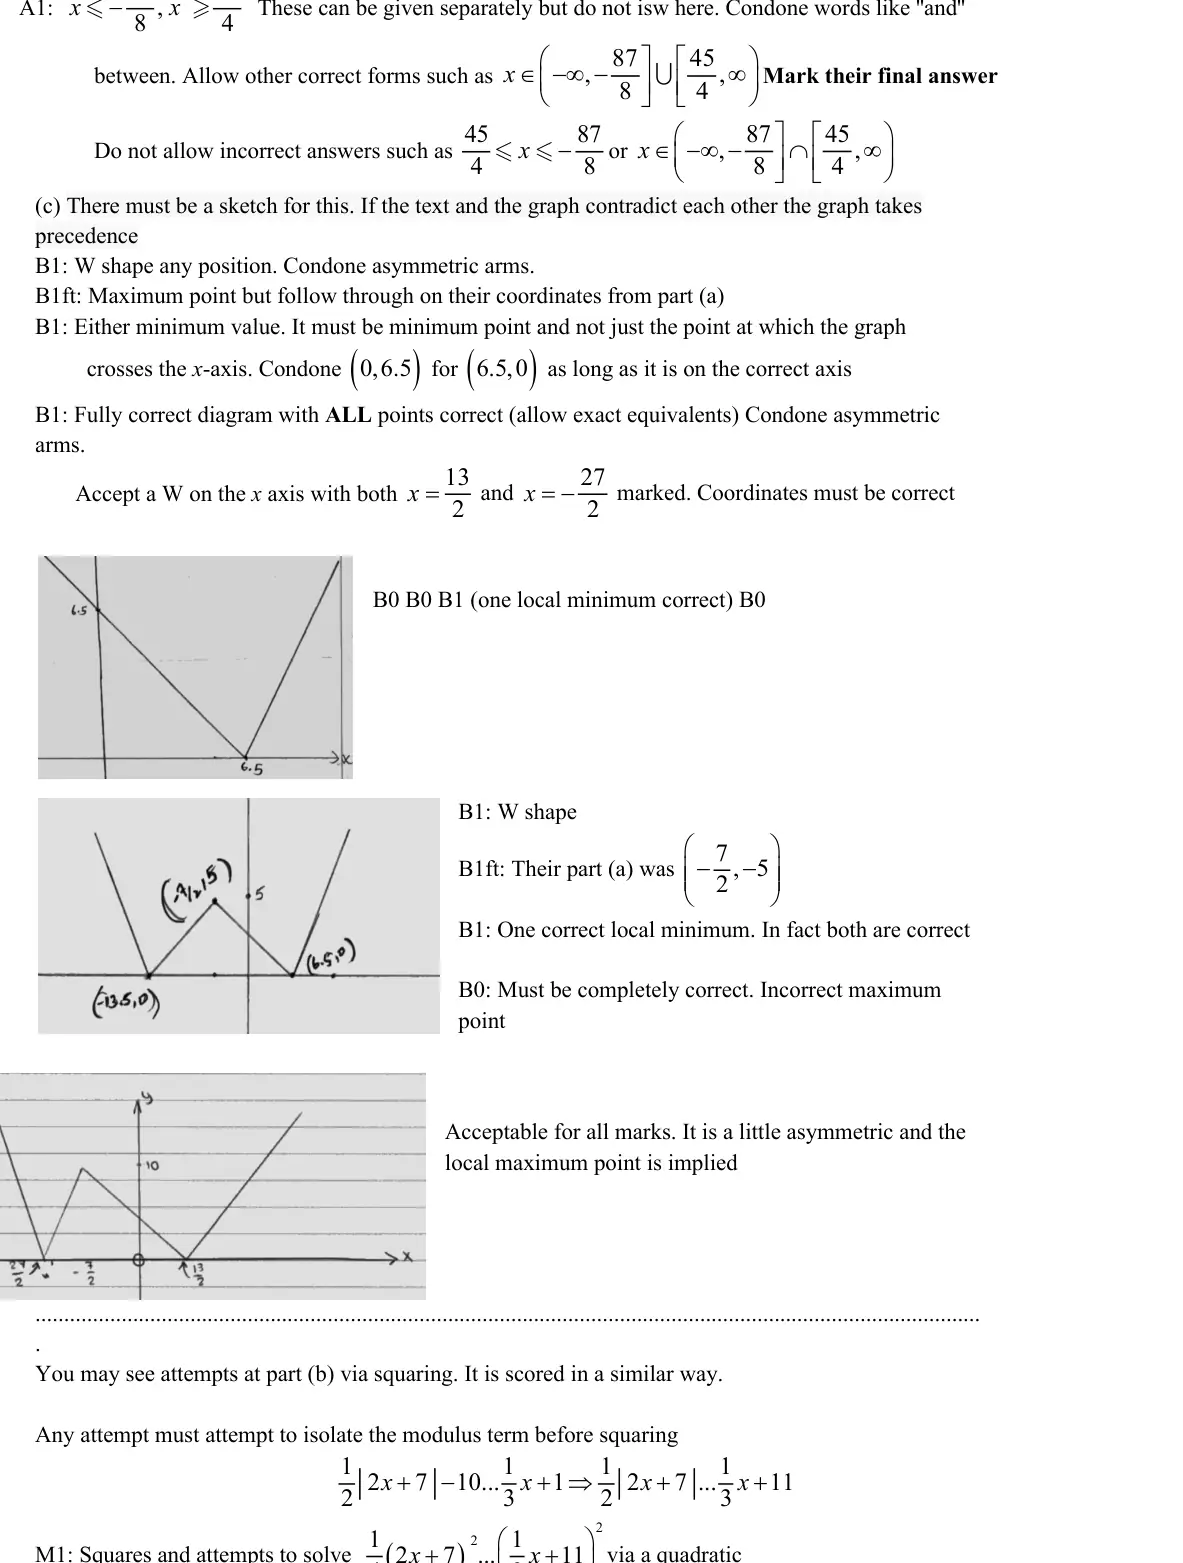 A1: x ⩽ −—/8 , x ⩾ —/4 These can be given separately but do not isw here. Condone words like "and"
between. Allow other correct forms such as x ∈ (−∞, −87/8] ∪ [45/4, ∞) Mark their final answer
Do not allow incorrect answers such as 45/4 ⩽ x ⩽ −87/8 or x ∈ (−∞, −87/8] ∩ [45/4, ∞)
(c) There must be a sketch for this. If the text and the graph contradict each other the graph takes
precedence
B1: W shape any position. Condone asymmetric arms.
B1ft: Maximum point but follow through on their coordinates from part (a)
B1: Either minimum value. It must be minimum point and not just the point at which the graph
crosses the x-axis. Condone (0,6.5) for (6.5,0) as long as it is on the correct axis
B1: Fully correct diagram with ALL points correct (allow exact equivalents) Condone asymmetric
arms.
Accept a W on the x axis with both x = 13/2 and x = −27/2 marked. Coordinates must be correct
6.5
6.5
x
B0 B0 B1 (one local minimum correct) B0
5
(6.5,0)
(-13.5,0)
B1: W shape
B1ft: Their part (a) was (−7/2, −5)
B1: One correct local minimum. In fact both are correct
B0: Must be completely correct. Incorrect maximum
point
y
10
x
27/2
-7/2
13/2
Acceptable for all marks. It is a little asymmetric and the
local maximum point is implied
.
You may see attempts at part (b) via squaring. It is scored in a similar way.
Any attempt must attempt to isolate the modulus term before squaring
1/2|2x+7|−10...1/3x+1 ⇒ 1/2|2x+7|...1/3x+11
M1: Squares and attempts to solve 1/ (2x+7)²...(1/ x+11)² via a quadratic